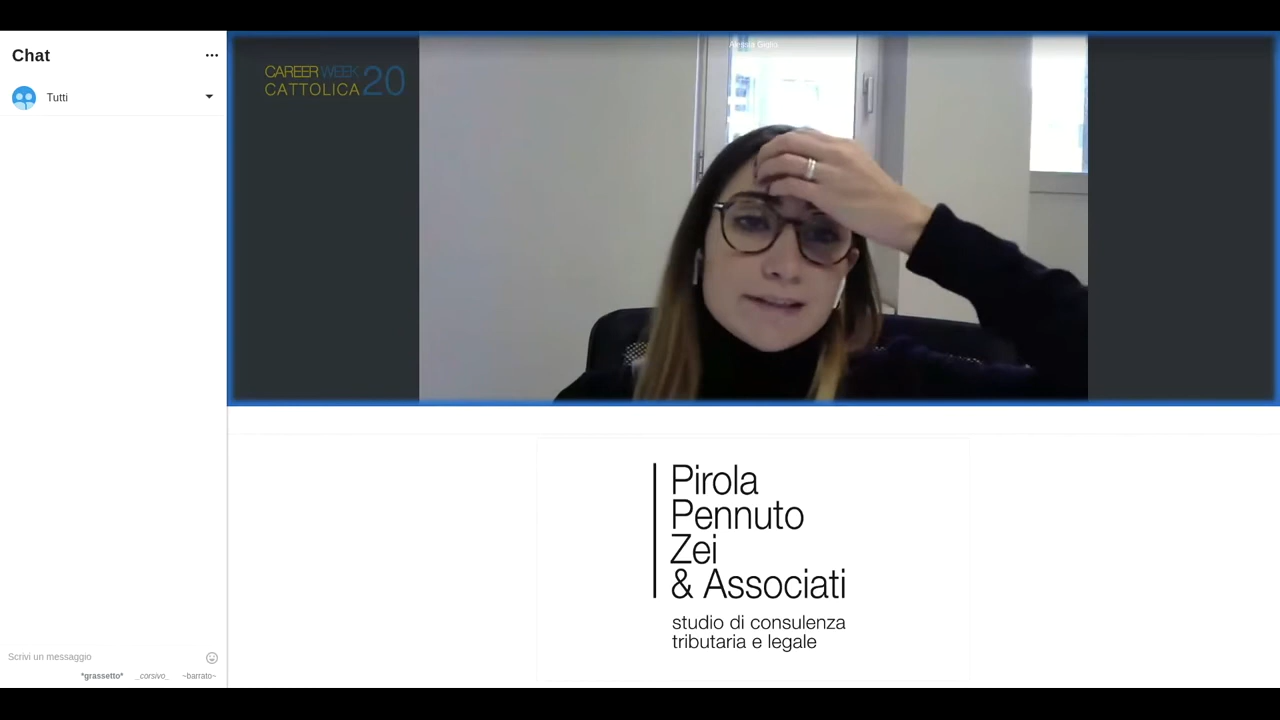 Chat
Tutti
Scrivi un messaggio
*grassetto*
_corsivo_
~barrato~
CAREER WEEK
CATTOLICA 20
Pirola
Pennuto
Zei
& Associati
studio di consulenza
tributaria e legale